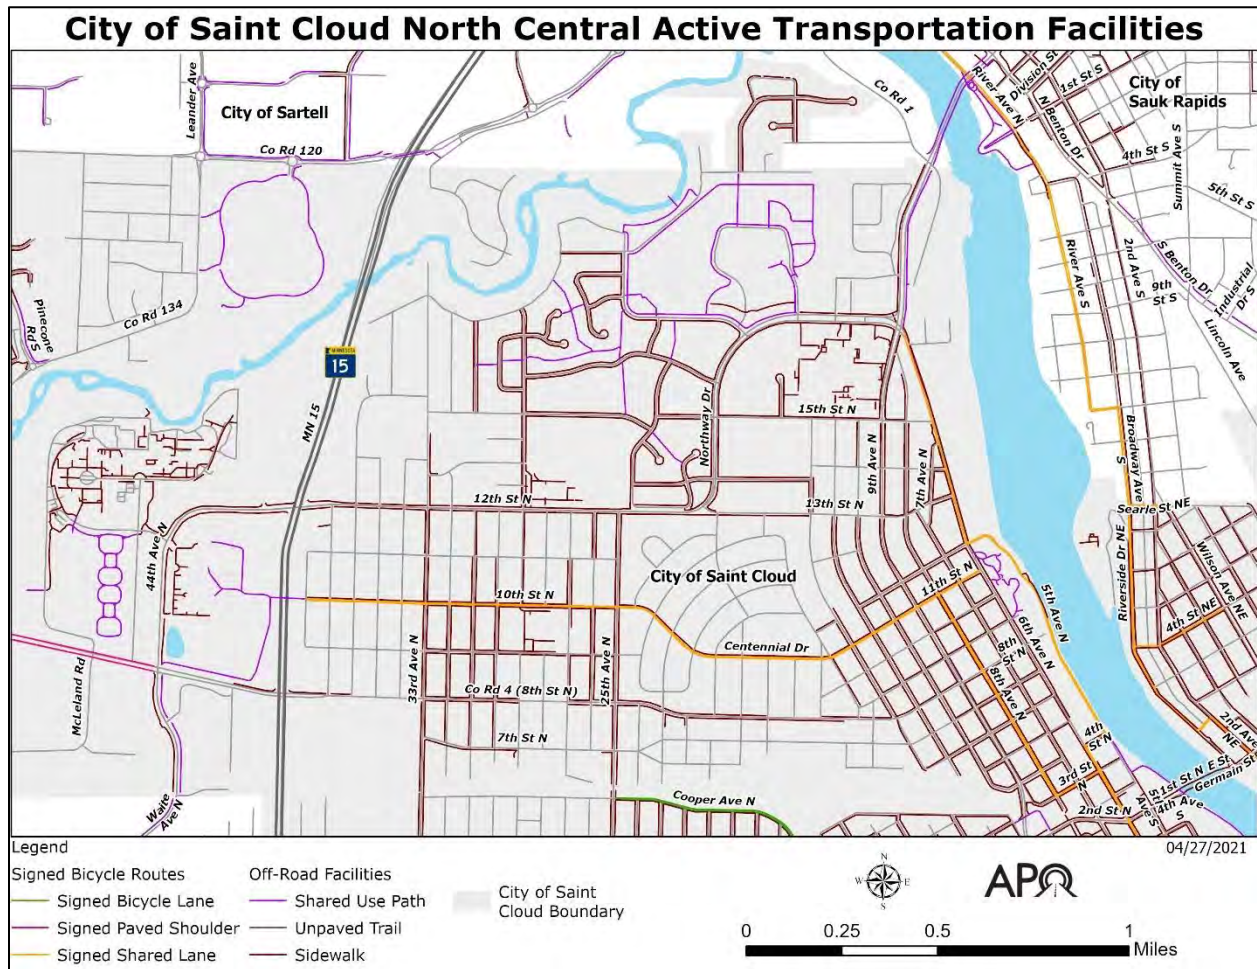 City of Saint Cloud North Central Active Transportation Facilities
Leander Ave
City of Sartell
Co Rd 120
Co Rd 1
River Ave N
Division St
1st St S
City of
Sauk Rapids
N Benton Dr
4th St S
Summit Ave S
5th St S
River Ave S
2nd Ave S
S Benton Dr
9th
St S
Industrial
Dr S
Lincoln Ave
Pinecone
Rd S
Co Rd 134
MINNESOTA
15
MN 15
Northway Dr
15th St N
9th Ave N
7th Ave N
Broadway Ave
S
12th St N
13th St N
Searle St NE
44th Ave N
City of Saint Cloud
Riverside Dr NE
Wilson Ave NE
10th St N
11th St N
5th Ave N
4th St NE
Centennial Dr
6th Ave N
8th
St N
8th Ave N
McLeland Rd
33rd Ave N
Co Rd 4 (8th St N)
25th Ave N
7th St N
4th
St N
2nd Ave
NE
3rd St
N
1st St N
E St
Germain St
Waite
Ave N
Cooper Ave N
2nd St N
5th
Ave S
4th Ave
S
04/27/2021
Legend
Signed Bicycle Routes
Signed Bicycle Lane
Signed Paved Shoulder
Signed Shared Lane
Off-Road Facilities
Shared Use Path
Unpaved Trail
Sidewalk
City of Saint
Cloud Boundary
N
W
E
S
APO
0
0.25
0.5
1
Miles